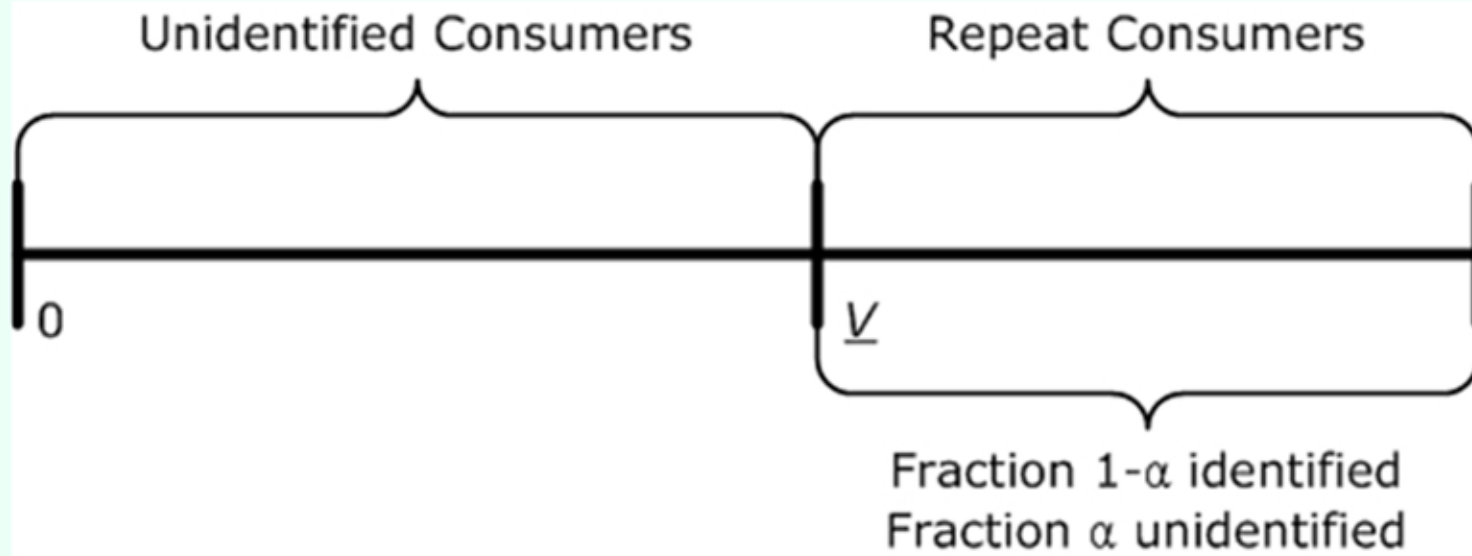 Unidentified Consumers
Repeat Consumers
0
V
Fraction 1-α identified
Fraction α unidentified